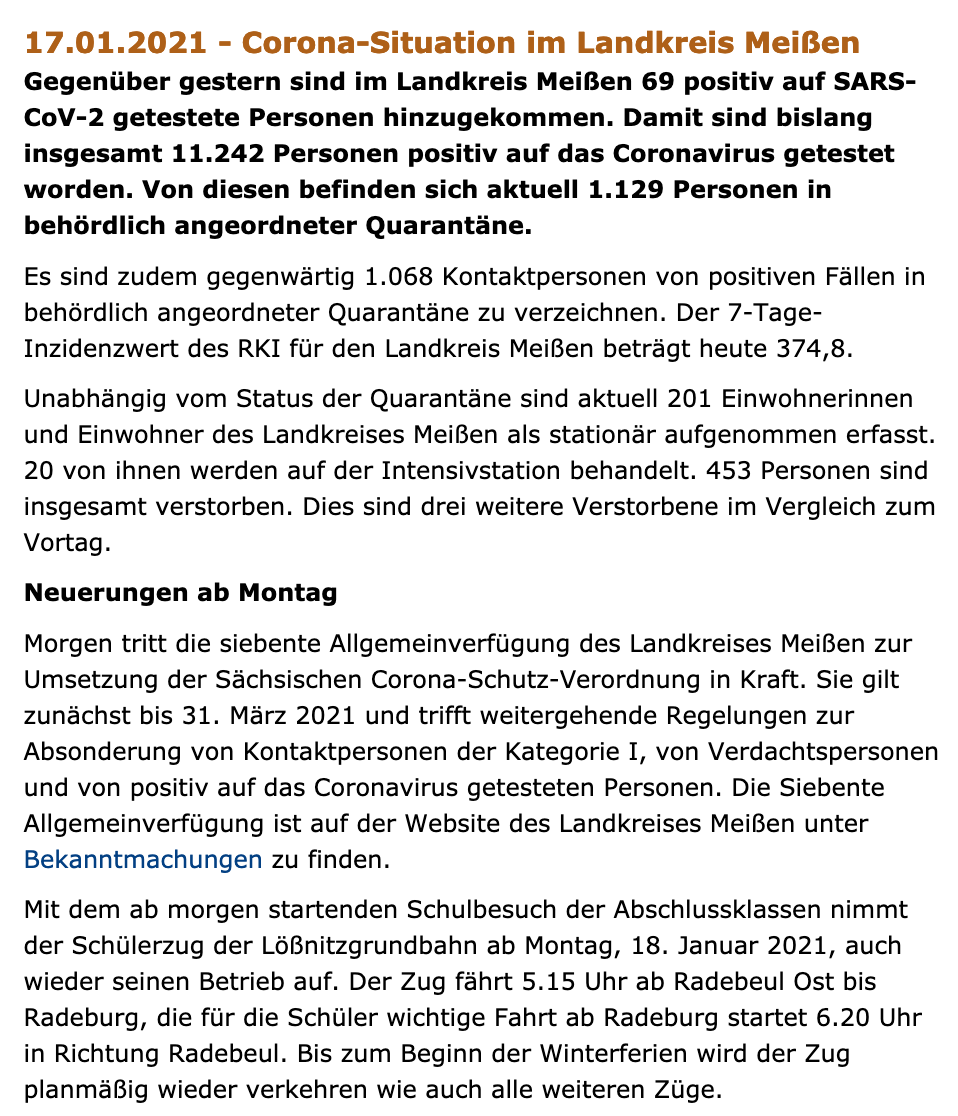 17.01.2021 - Corona-Situation im Landkreis Meißen
Gegenüber gestern sind im Landkreis Meißen 69 positiv auf SARS-
CoV-2 getestete Personen hinzugekommen. Damit sind bislang
insgesamt 11.242 Personen positiv auf das Coronavirus getestet
worden. Von diesen befinden sich aktuell 1.129 Personen in
behördlich angeordneter Quarantäne.
Es sind zudem gegenwärtig 1.068 Kontaktpersonen von positiven Fällen in
behördlich angeordneter Quarantäne zu verzeichnen. Der 7-Tage-
Inzidenzwert des RKI für den Landkreis Meißen beträgt heute 374,8.
Unabhängig vom Status der Quarantäne sind aktuell 201 Einwohnerinnen
und Einwohner des Landkreises Meißen als stationär aufgenommen erfasst.
20 von ihnen werden auf der Intensivstation behandelt. 453 Personen sind
insgesamt verstorben. Dies sind drei weitere Verstorbene im Vergleich zum
Vortag.
Neuerungen ab Montag
Morgen tritt die siebente Allgemeinverfügung des Landkreises Meißen zur
Umsetzung der Sächsischen Corona-Schutz-Verordnung in Kraft. Sie gilt
zunächst bis 31. März 2021 und trifft weitergehende Regelungen zur
Absonderung von Kontaktpersonen der Kategorie I, von Verdachtspersonen
und von positiv auf das Coronavirus getesteten Personen. Die Siebente
Allgemeinverfügung ist auf der Website des Landkreises Meißen unter
Bekanntmachungen zu finden.
Mit dem ab morgen startenden Schulbesuch der Abschlussklassen nimmt
der Schülerzug der Lößnitzgrundbahn ab Montag, 18. Januar 2021, auch
wieder seinen Betrieb auf. Der Zug fährt 5.15 Uhr ab Radebeul Ost bis
Radeburg, die für die Schüler wichtige Fahrt ab Radeburg startet 6.20 Uhr
in Richtung Radebeul. Bis zum Beginn der Winterferien wird der Zug
planmäßig wieder verkehren wie auch alle weiteren Züge.